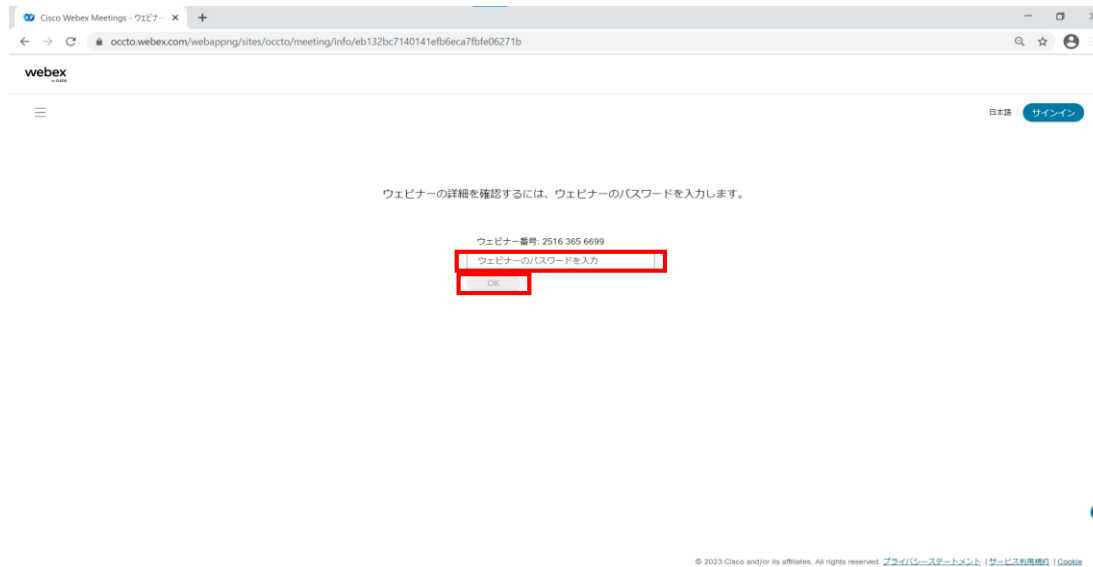 Cisco Webex Meetings - ウェビナー
occto.webex.com/webappng/sites/occto/meeting/info/eb132bc7140141efb6eca7fbfe06271b
webex
by CISCO
日本語 | サインイン
ウェビナーの詳細を確認するには、ウェビナーのパスワードを入力します。
ウェビナー番号: 2516 365 6699
ウェビナーのパスワードを入力
OK
© 2023 Cisco and/or its affiliates. All rights reserved. プライバシーステートメント | サービス利用規約 | Cookie